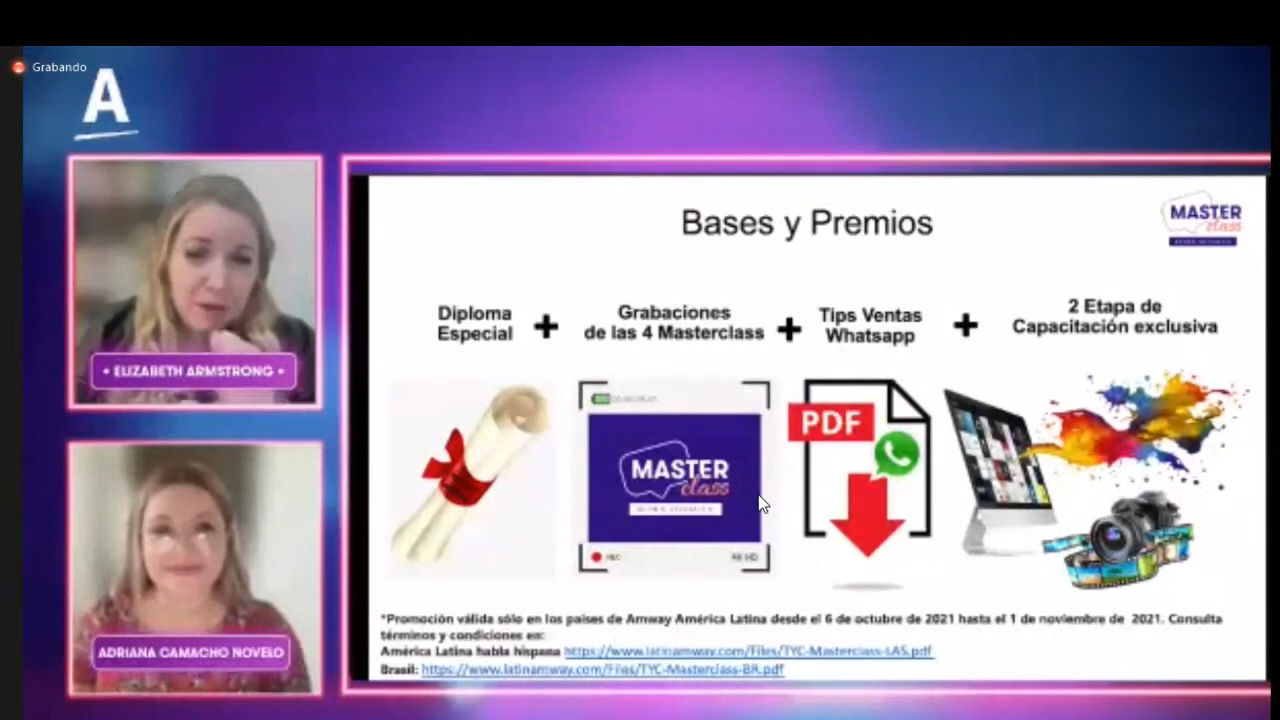 Grabando
A
• ELIZABETH ARMSTRONG •
ADRIANA CAMACHO NOVELO
Bases y Premios
MASTER
class
Diploma
Especial
+
Grabaciones
de las 4 Masterclass
+
Tips Ventas
Whatsapp
+
2 Etapa de
Capacitación exclusiva
MASTER
class
REC
4K HD
PDF
*Promoción válida sólo en los países de Amway América Latina desde el 6 de octubre de 2021 hasta el 1 de noviembre de 2021. Consulta
términos y condiciones en:
América Latina habla hispana https://www.latinamway.com/Files/TYC-Masterclass-LAS.pdf
Brasil: https://www.latinamway.com/Files/TYC-Masterclass-BR.pdf